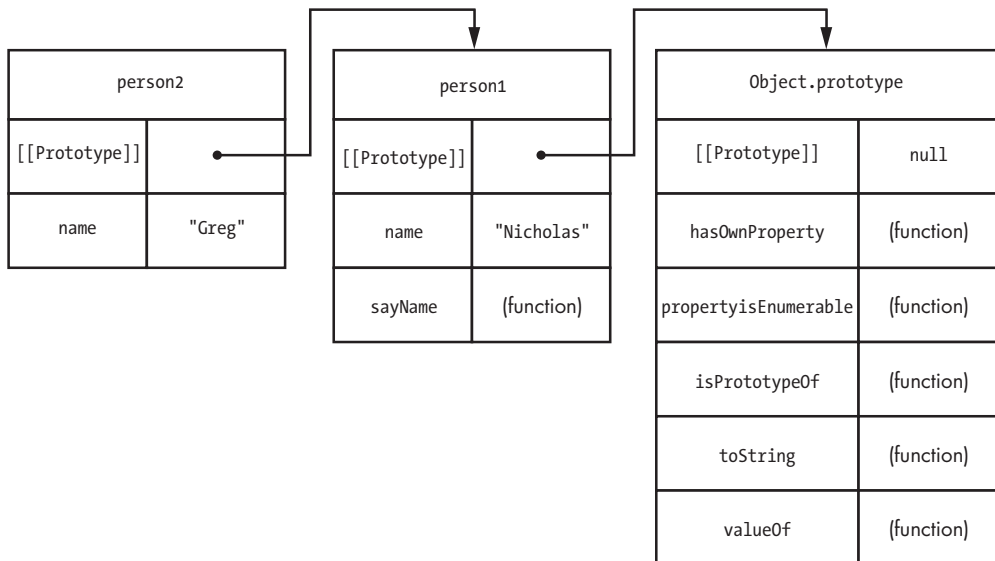 person2
[[Prototype]]
name "Greg"
person1
[[Prototype]]
name "Nicholas"
sayName (function)
Object.prototype
[[Prototype]] null
hasOwnProperty (function)
propertyisEnumerable (function)
isPrototypeOf (function)
toString (function)
valueOf (function)